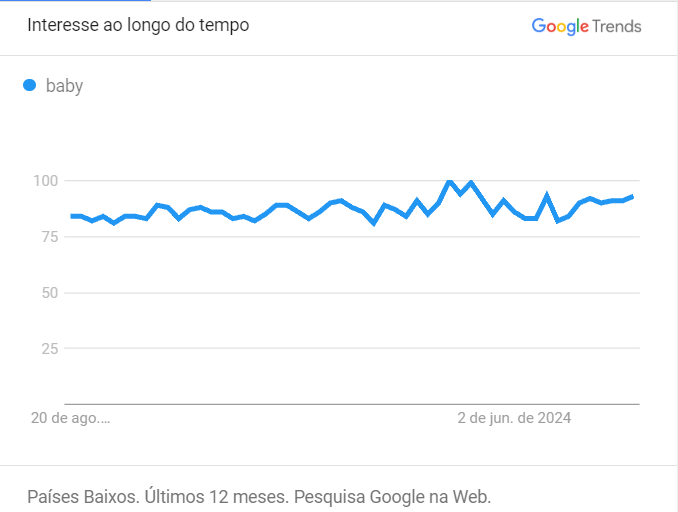 Interesse ao longo do tempo
Google Trends
baby
100
75
50
25
20 de ago....
2 de jun. de 2024
Países Baixos. Últimos 12 meses. Pesquisa Google na Web.